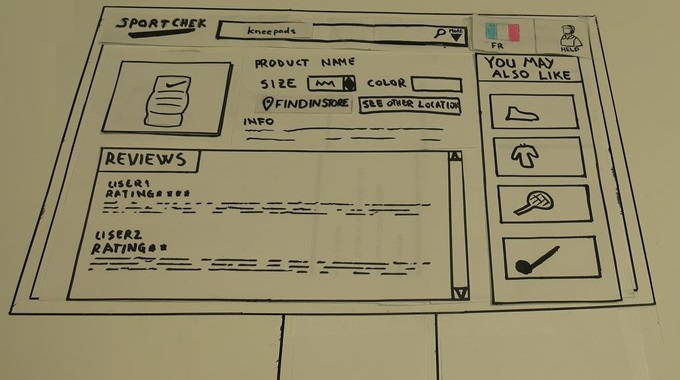 SPORTCHEK
kneepads
MORE
FR
HELP
PRODUCT NAME
SIZE COLOR
FIND IN STORE SEE OTHER LOCATION
INFO
YOU MAY
ALSO LIKE
REVIEWS
USER1
RATING****
USER2
RATING**